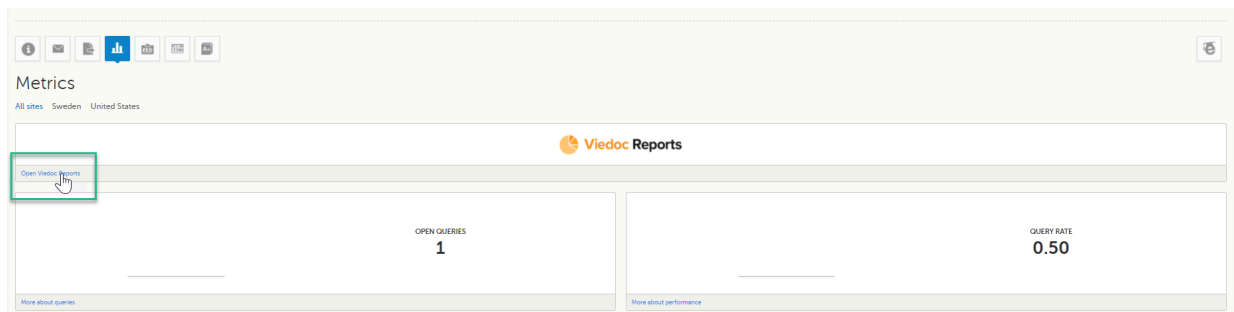 Metrics
All sites Sweden United States
Viedoc Reports
Open Viedoc Reports
OPEN QUERIES
1
QUERY RATE
0.50
More about queries
More about performance